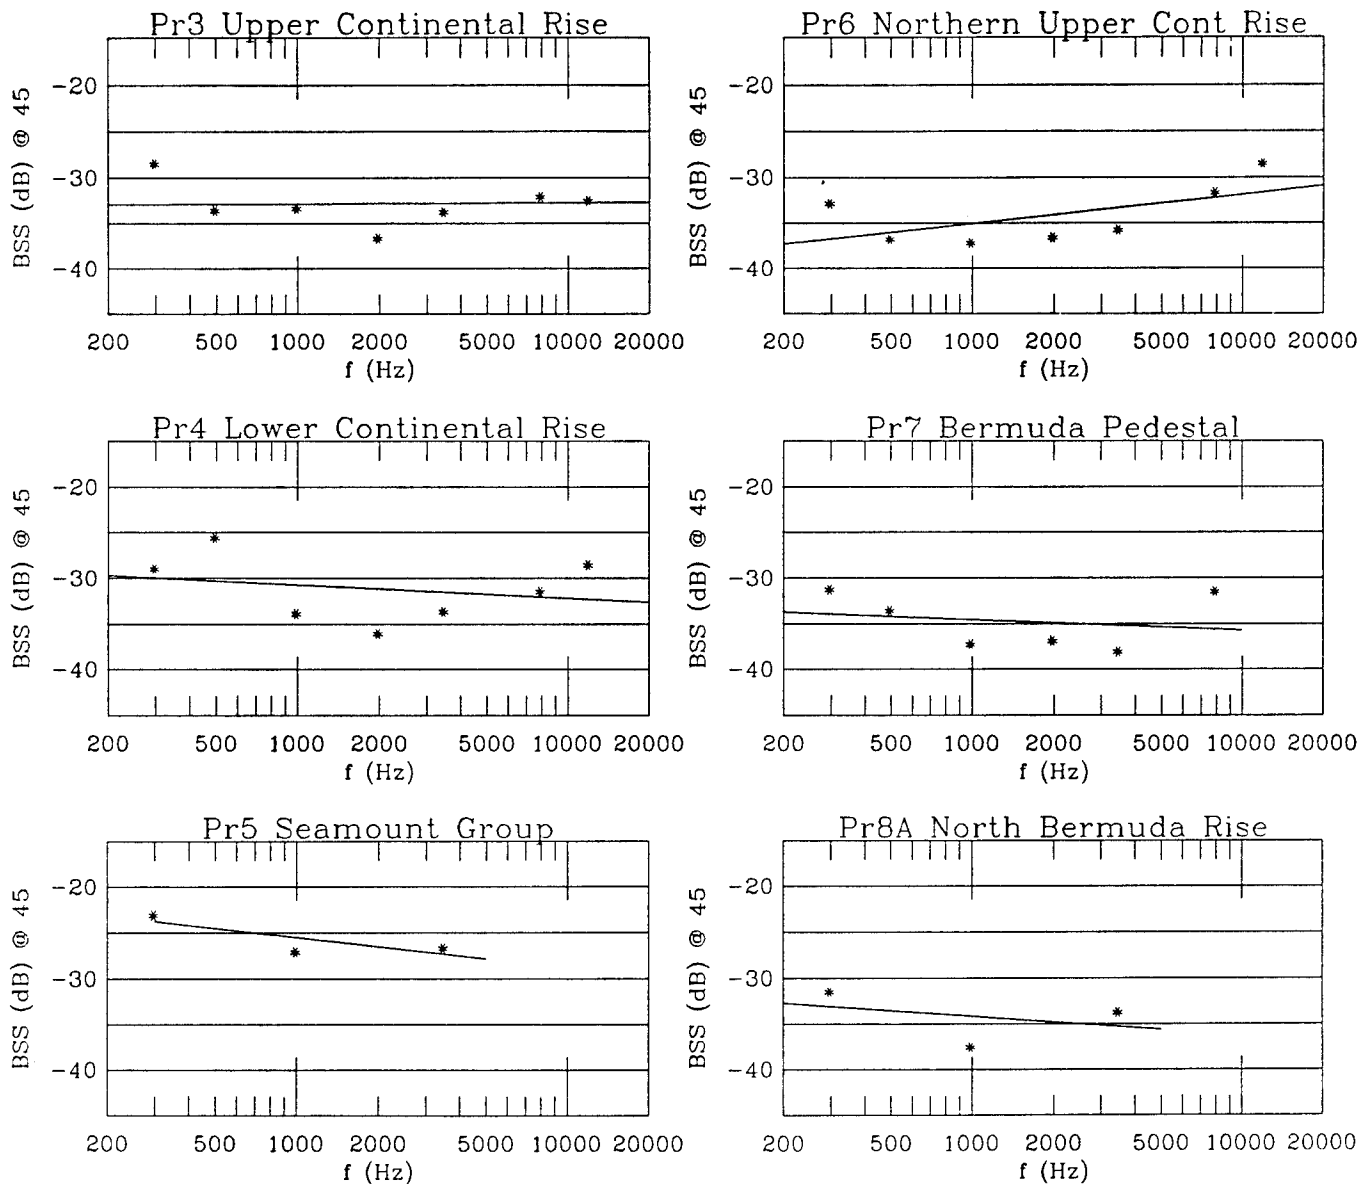 Pr3 Upper Continental Rise
BSS (dB) @ 45
-20
-30
-40
200 500 1000 2000 5000 10000 20000
f (Hz)
Pr6 Northern Upper Cont Rise
BSS (dB) @ 45
-20
-30
-40
200 500 1000 2000 5000 10000 20000
f (Hz)
Pr4 Lower Continental Rise
BSS (dB) @ 45
-20
-30
-40
200 500 1000 2000 5000 10000 20000
f (Hz)
Pr7 Bermuda Pedestal
BSS (dB) @ 45
-20
-30
-40
200 500 1000 2000 5000 10000 20000
f (Hz)
Pr5 Seamount Group
BSS (dB) @ 45
-20
-30
-40
200 500 1000 2000 5000 10000 20000
f (Hz)
Pr8A North Bermuda Rise
BSS (dB) @ 45
-20
-30
-40
200 500 1000 2000 5000 10000 20000
f (Hz)